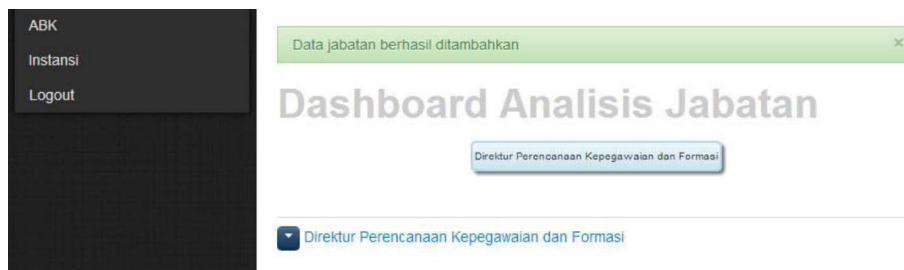 ABK
Instansi
Logout
Data jabatan berhasil ditambahkan
×
Dashboard Analisis Jabatan
Direktur Perencanaan Kepegawaian dan Formasi
Direktur Perencanaan Kepegawaian dan Formasi